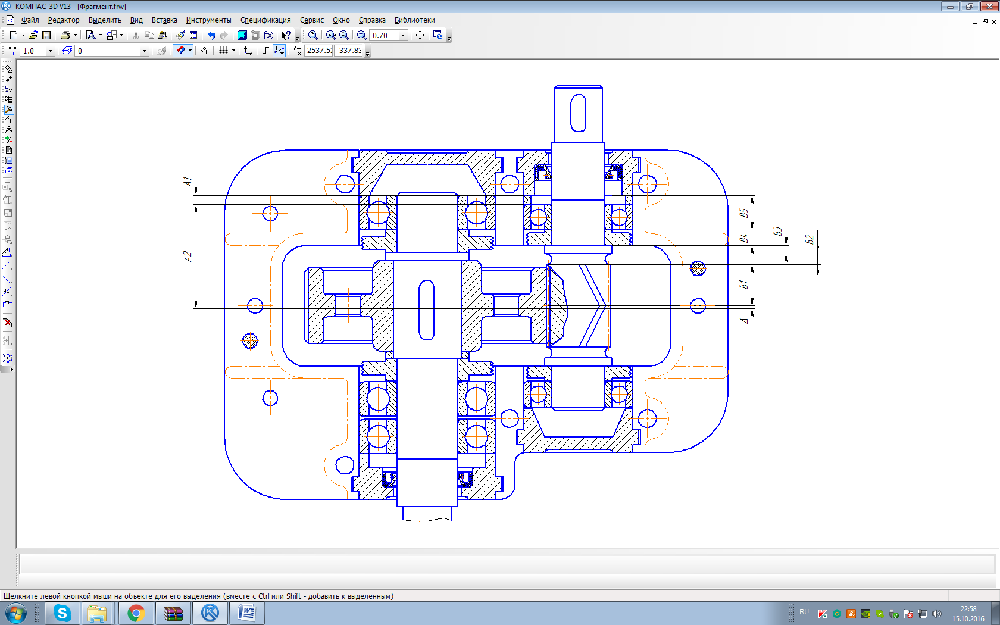 КОМПАС-3D V13 - [Фрагмент.frw]
Файл Редактор Выделить Вид Вставка Инструменты Спецификация Сервис Окно Справка Библиотеки
f(x) 0.70
1.0 0 2537.52 -337.83
A1
A2
B5
B4
B3
B2
B1
Δ
Щелкните левой кнопкой мыши на объекте для его выделения (вместе с Ctrl или Shift - добавить к выделенным)
RU
22:58
15.10.2016